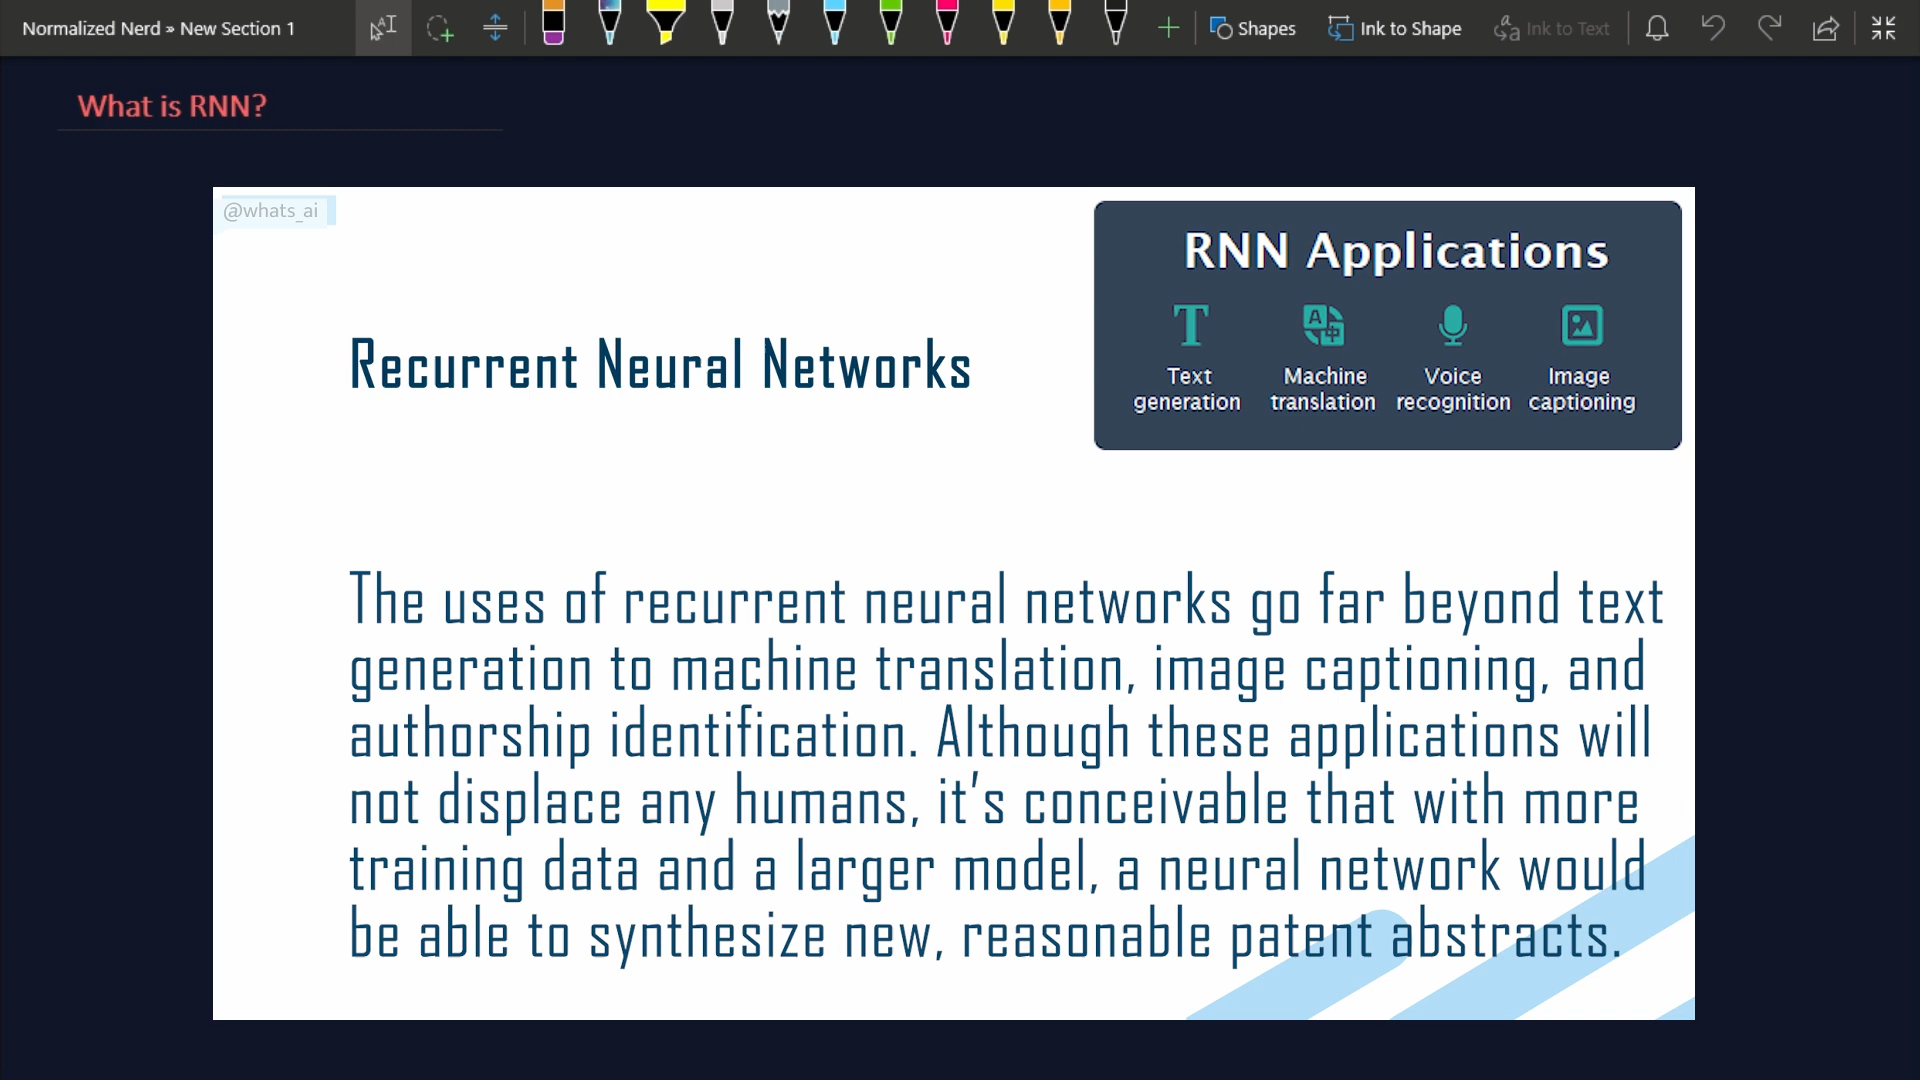 Normalized Nerd » New Section 1
Shapes
Ink to Shape
Ink to Text
What is RNN?
@whats_ai
RNN Applications
Text generation
Machine translation
Voice recognition
Image captioning
Recurrent Neural Networks
The uses of recurrent neural networks go far beyond text
generation to machine translation, image captioning, and
authorship identification. Although these applications will
not displace any humans, it's conceivable that with more
training data and a larger model, a neural network would
be able to synthesize new, reasonable patent abstracts.